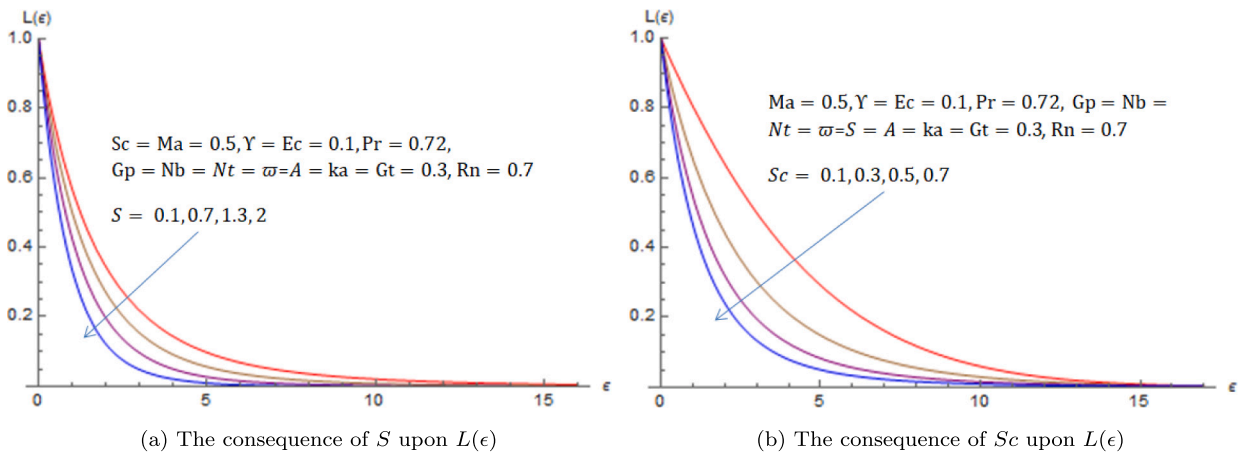 L(ϵ)
1.0
0.8
0.6
0.4
0.2
0
5
10
15
ϵ
Sc = Ma = 0.5, ϒ = Ec = 0.1, Pr = 0.72,
Gp = Nb = Nt = ϖ=A = ka = Gt = 0.3, Rn = 0.7
S = 0.1, 0.7, 1.3, 2
(a) The consequence of S upon L(ϵ)
L(ϵ)
1.0
0.8
0.6
0.4
0.2
0
5
10
15
ϵ
Ma = 0.5, ϒ = Ec = 0.1, Pr = 0.72, Gp = Nb =
Nt = ϖ=S = A = ka = Gt = 0.3, Rn = 0.7
Sc = 0.1, 0.3, 0.5, 0.7
(b) The consequence of Sc upon L(ϵ)